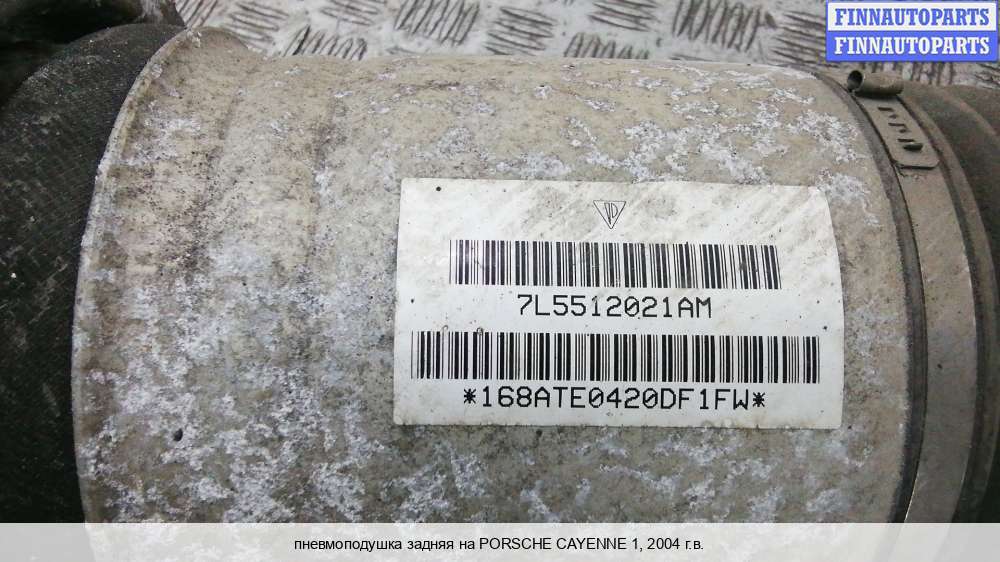 FINNAUTOPARTS
FINNAUTOPARTS
7L5512021AM
*168ATE0420DF1FW*
пневмоподушка задняя на PORSCHE CAYENNE 1, 2004 г.в.